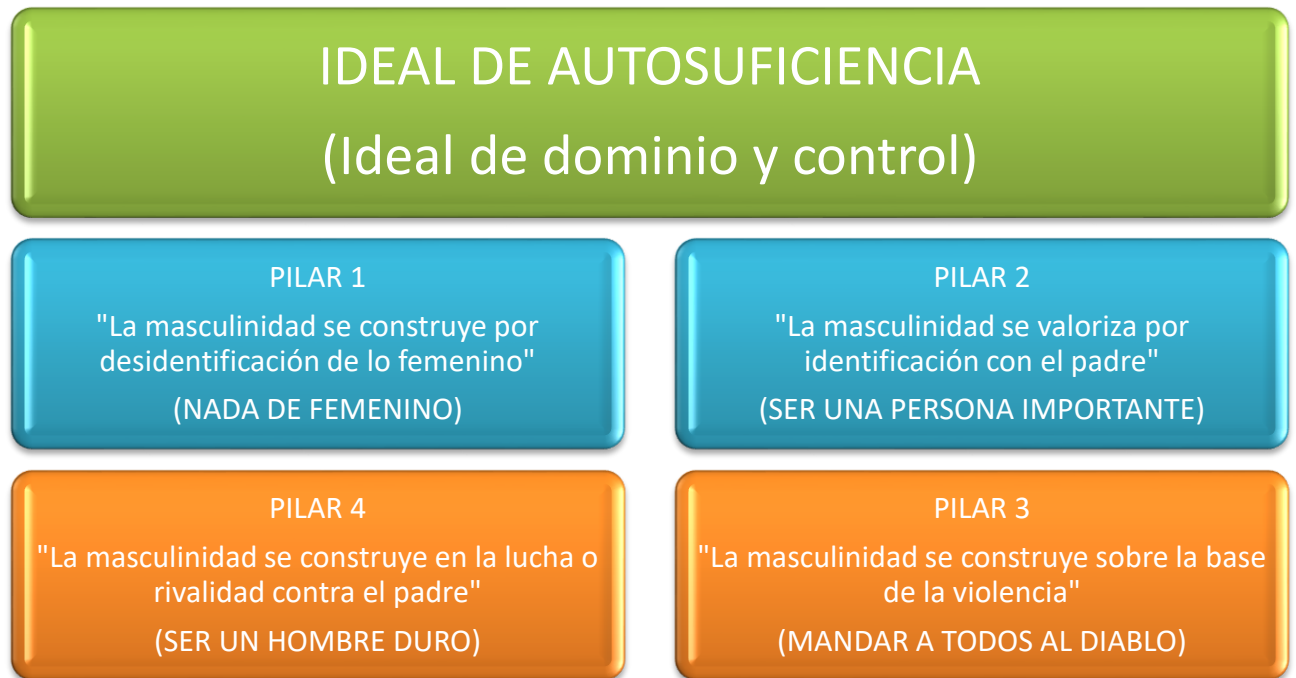 IDEAL DE AUTOSUFICIENCIA
(Ideal de dominio y control)
PILAR 1
"La masculinidad se construye por
desidentificación de lo femenino"
(NADA DE FEMENINO)
PILAR 2
"La masculinidad se valoriza por
identificación con el padre"
(SER UNA PERSONA IMPORTANTE)
PILAR 4
"La masculinidad se construye en la lucha o
rivalidad contra el padre"
(SER UN HOMBRE DURO)
PILAR 3
"La masculinidad se construye sobre la base
de la violencia"
(MANDAR A TODOS AL DIABLO)